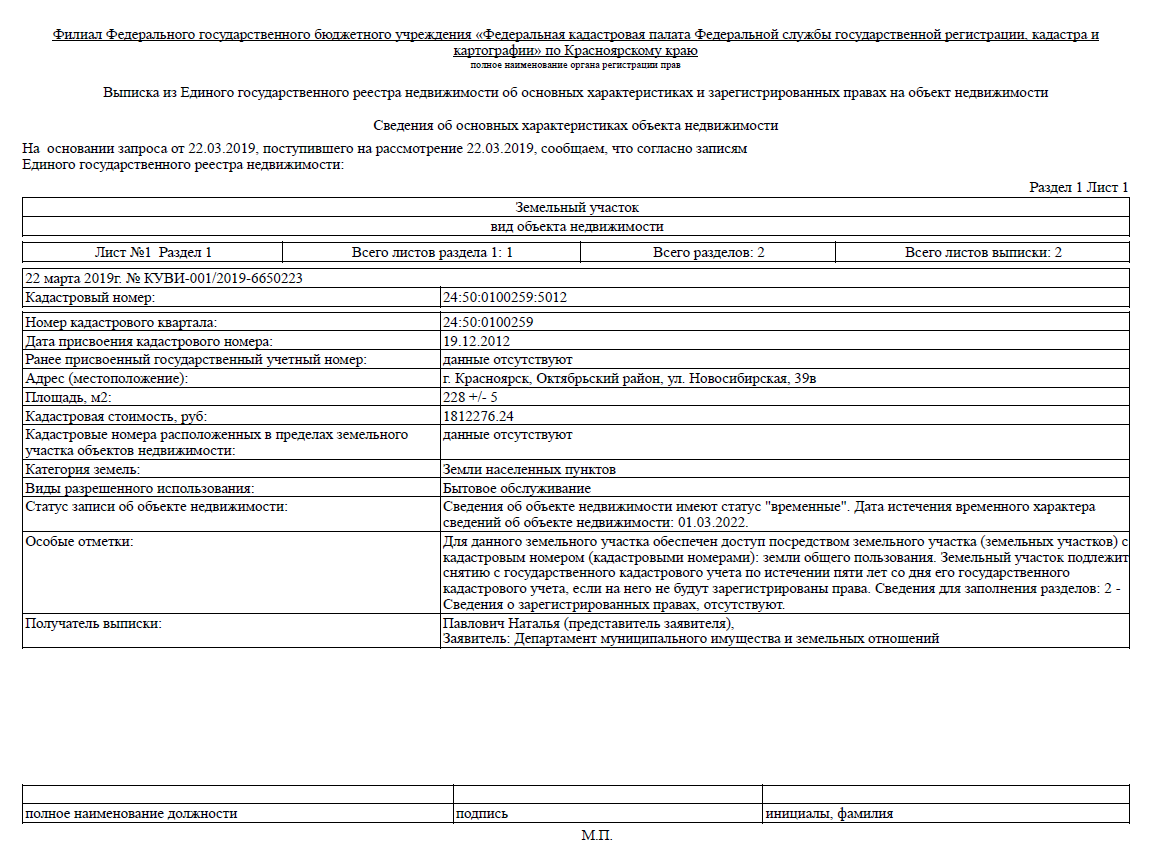 Филиал Федерального государственного бюджетного учреждения «Федеральная кадастровая палата Федеральной службы государственной регистрации, кадастра и
картографии» по Красноярскому краю
полное наименование органа регистрации прав
Выписка из Единого государственного реестра недвижимости об основных характеристиках и зарегистрированных правах на объект недвижимости
Сведения об основных характеристиках объекта недвижимости
На основании запроса от 22.03.2019, поступившего на рассмотрение 22.03.2019, сообщаем, что согласно записям
Единого государственного реестра недвижимости:
Раздел 1 Лист 1
Земельный участок
вид объекта недвижимости
Лист №1 Раздел 1 Всего листов раздела 1: 1 Всего разделов: 2 Всего листов выписки: 2
22 марта 2019г. № КУВИ-001/2019-6650223
Кадастровый номер: 24:50:0100259:5012
Номер кадастрового квартала: 24:50:0100259
Дата присвоения кадастрового номера: 19.12.2012
Ранее присвоенный государственный учетный номер: данные отсутствуют
Адрес (местоположение): г. Красноярск, Октябрьский район, ул. Новосибирская, 39в
Площадь, м2: 228 +/- 5
Кадастровая стоимость, руб: 1812276.24
Кадастровые номера расположенных в пределах земельного данные отсутствуют
участка объектов недвижимости:
Категория земель: Земли населенных пунктов
Виды разрешенного использования: Бытовое обслуживание
Статус записи об объекте недвижимости: Сведения об объекте недвижимости имеют статус "временные". Дата истечения временного характера
сведений об объекте недвижимости: 01.03.2022.
Особые отметки: Для данного земельного участка обеспечен доступ посредством земельного участка (земельных участков) с
кадастровым номером (кадастровыми номерами): земли общего пользования. Земельный участок подлежит
снятию с государственного кадастрового учета по истечении пяти лет со дня его государственного
кадастрового учета, если на него не будут зарегистрированы права. Сведения для заполнения разделов: 2 -
Сведения о зарегистрированных правах, отсутствуют.
Получатель выписки: Павлович Наталья (представитель заявителя),
Заявитель: Департамент муниципального имущества и земельных отношений
полное наименование должности подпись инициалы, фамилия
М.П.